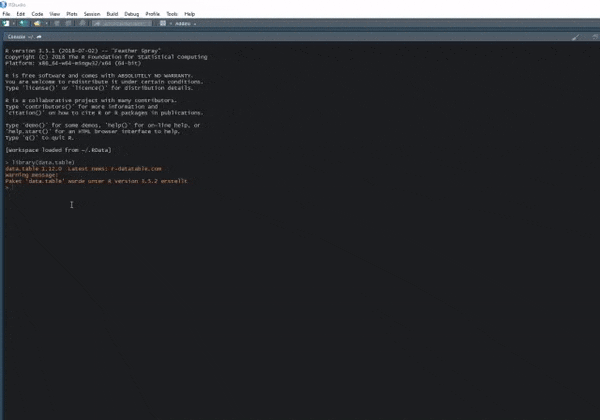 RStudio
File Edit Code View Plots Session Build Debug Profile Tools Help
Addins
Console ~/
R version 3.5.1 (2018-07-02) -- "Feather Spray"
Copyright (C) 2018 The R Foundation for Statistical Computing
Platform: x86_64-w64-mingw32/x64 (64-bit)
R is free software and comes with ABSOLUTELY NO WARRANTY.
You are welcome to redistribute it under certain conditions.
Type 'license()' or 'licence()' for distribution details.
R is a collaborative project with many contributors.
Type 'contributors()' for more information and
'citation()' on how to cite R or R packages in publications.
Type 'demo()' for some demos, 'help()' for on-line help, or
'help.start()' for an HTML browser interface to help.
Type 'q()' to quit R.
[Workspace loaded from ~/.RData]
> library(data.table)
data.table 1.12.0 Latest news: r-datatable.com
Warning message:
Paket 'data.table' wurde unter R Version 3.5.2 erstellt
>